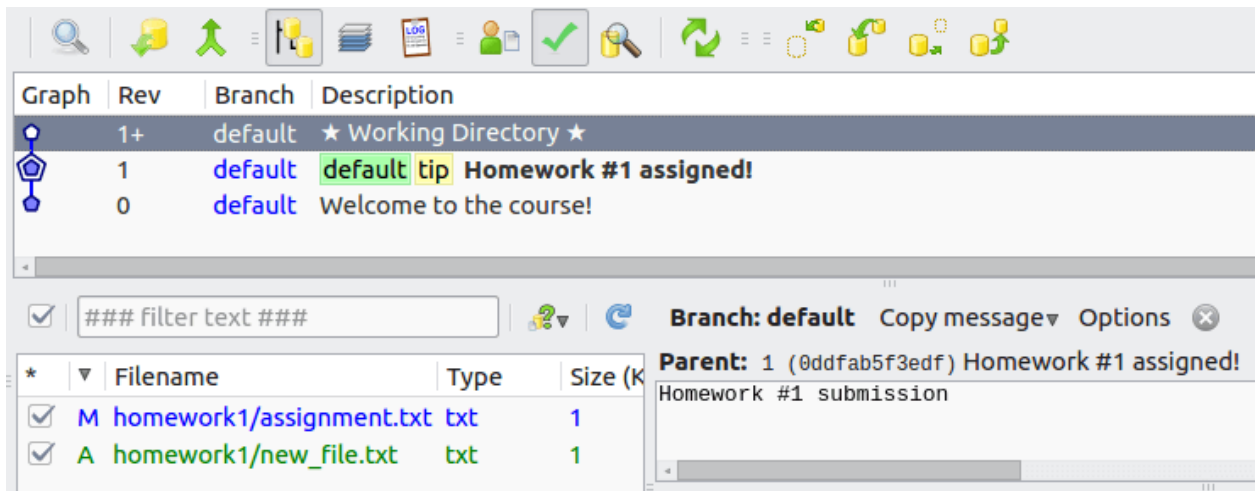 LOG
Graph Rev Branch Description
1+ default ★ Working Directory ★
1 default default tip Homework #1 assigned!
0 default Welcome to the course!
### filter text ###
Branch: default Copy message▾ Options
Parent: 1 (0ddfab5f3edf) Homework #1 assigned!
* ▾ Filename Type Size (K
Homework #1 submission
M homework1/assignment.txt txt 1
A homework1/new_file.txt txt 1